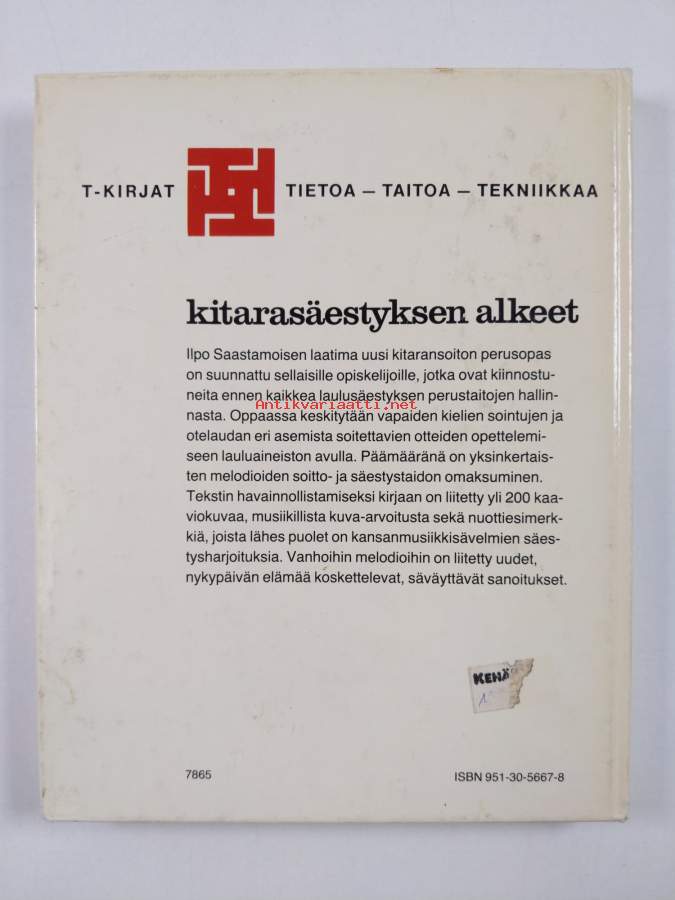 T-KIRJAT TIETOA — TAITOA — TEKNIIKKAA
kitarasäestyksen alkeet
Ilpo Saastamoisen laatima uusi kitaransoiton perusopas
on suunnattu sellaisille opiskelijoille, jotka ovat kiinnostu-
neita ennen kaikkea laulusäestyksen perustaitojen hallin-
nasta. Oppaassa keskitytään vapaiden kielien sointujen ja
Antikvariaatti.net
otelaudan eri asemista soitettavien otteiden opettelemi-
seen lauluaineiston avulla. Päämääränä on yksinkertais-
ten melodioiden soitto- ja säestystaidon omaksuminen.
Tekstin havainnollistamiseksi kirjaan on liitetty yli 200 kaa-
viokuvaa, musiikillista kuva-arvoitusta sekä nuottiesimerk-
kiä, joista lähes puolet on kansanmusiikkisävelmien säes-
tysharjoituksia. Vanhoihin melodioihin on liitetty uudet,
nykypäivän elämää koskettelevat, säväyttävät sanoitukset.
KEHÄ
7865 ISBN 951-30-5667-8